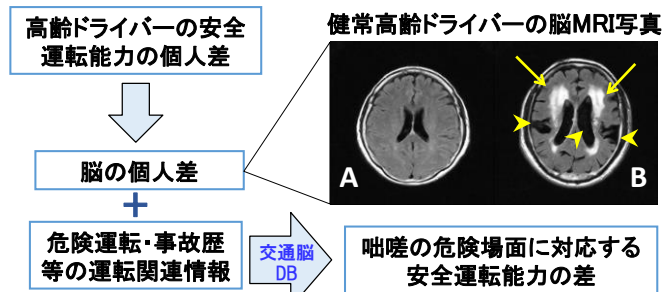 高齢ドライバーの安全
運転能力の個人差
健常高齢ドライバーの脳MRI写真
A
B
脳の個人差
+
危険運転・事故歴
等の運転関連情報
交通脳
DB
咄嗟の危険場面に対応する
安全運転能力の差